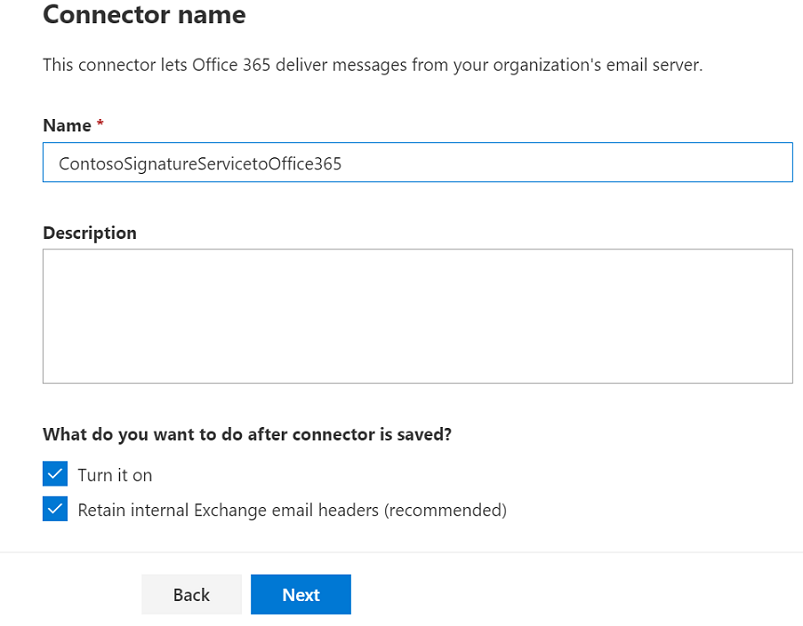 Connector name
This connector lets Office 365 deliver messages from your organization's email server.
Name *
ContosoSignatureServicetoOffice365
Description
What do you want to do after connector is saved?
Turn it on
Retain internal Exchange email headers (recommended)
Back Next